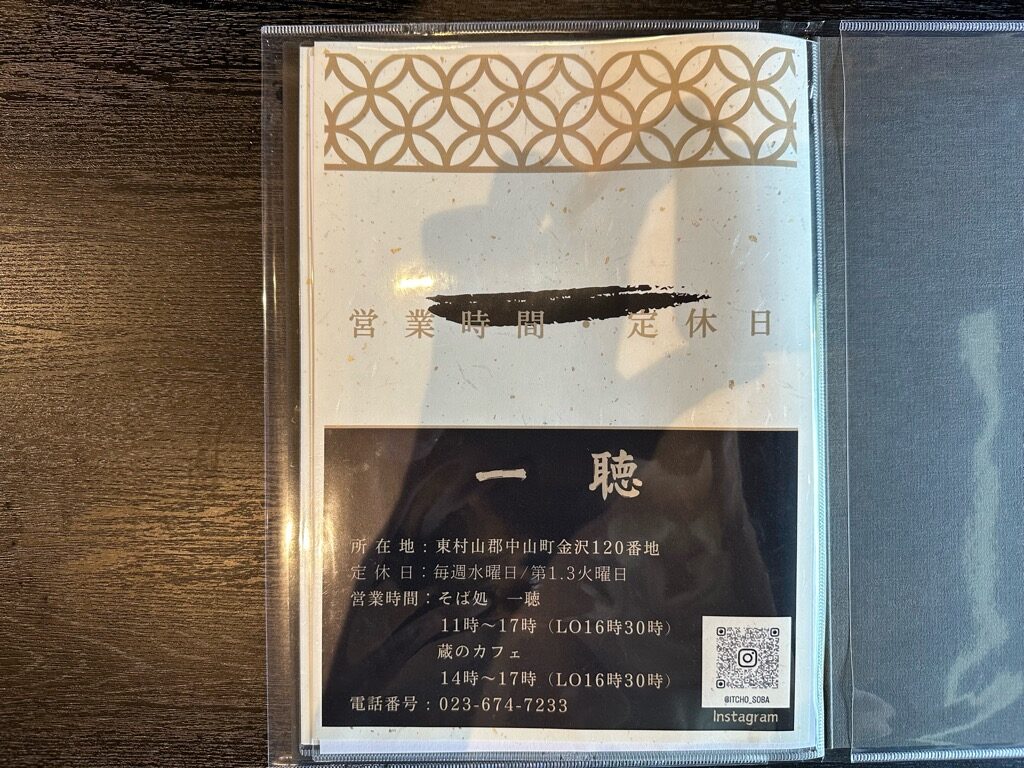 営業時間・定休日
一 聴
所在地：東村山郡中山町金沢120番地
定休日：毎週水曜日/第1.3火曜日
営業時間：そば処　一聴
11時～17時（LO16時30時）
蔵のカフェ
14時～17時（LO16時30時）
電話番号：023-674-7233
@ITCHO_SOBA
Instagram